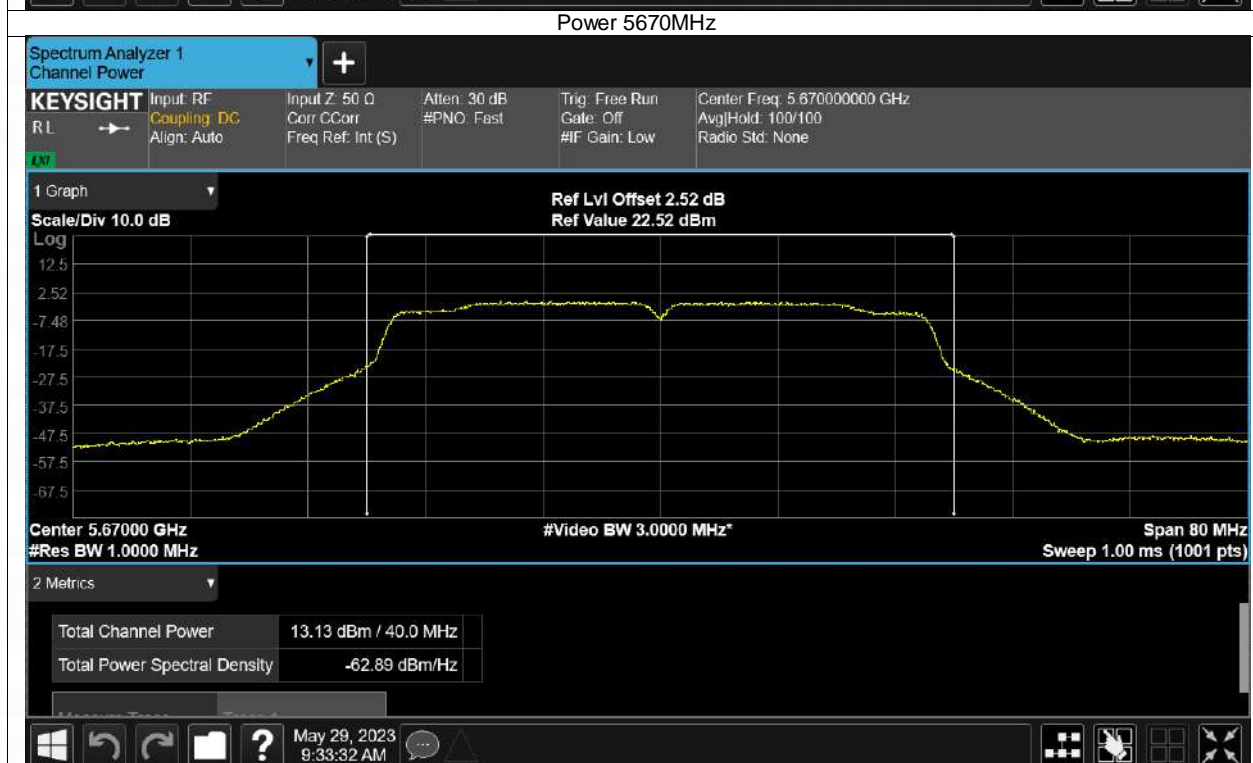 Power 5670MHz
Spectrum Analyzer 1
Channel Power
+
KEYSIGHT
R L
LXI
Input: RF
Coupling: DC
Align: Auto
Input Z: 50 Ω
Corr CCorr
Freq Ref: Int (S)
Atten: 30 dB
#PNO: Fast
Trig: Free Run
Gate: Off
#IF Gain: Low
Center Freq: 5.670000000 GHz
Avg|Hold: 100/100
Radio Std: None
1 Graph
Scale/Div 10.0 dB
Ref Lvl Offset 2.52 dB
Ref Value 22.52 dBm
Log
12.5
2.52
-7.48
-17.5
-27.5
-37.5
-47.5
-57.5
-67.5
Center 5.67000 GHz
#Video BW 3.0000 MHz*
Span 80 MHz
#Res BW 1.0000 MHz
Sweep 1.00 ms (1001 pts)
2 Metrics
Total Channel Power 13.13 dBm / 40.0 MHz
Total Power Spectral Density -62.89 dBm/Hz
?
May 29, 2023
9:33:32 AM